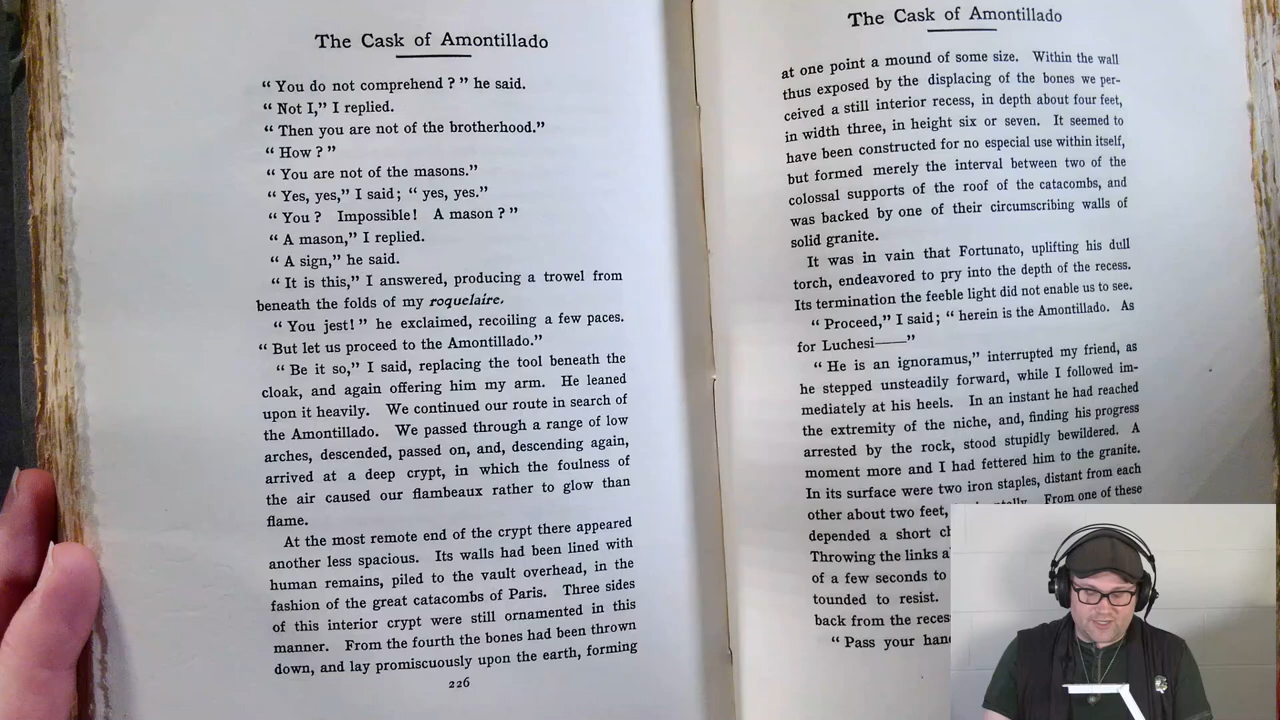 The Cask of Amontillado
“ You do not comprehend ? ” he said.
“ Not I,” I replied.
“ Then you are not of the brotherhood.”
“ How ? ”
“ You are not of the masons.”
“ Yes, yes,” I said ; “ yes, yes.”
“ You ? Impossible ! A mason ? ”
“ A mason,” I replied.
“ A sign,” he said.
“ It is this,” I answered, producing a trowel from
beneath the folds of my roquelaire.
“ You jest! ” he exclaimed, recoiling a few paces.
“ But let us proceed to the Amontillado.”
“ Be it so,” I said, replacing the tool beneath the
cloak, and again offering him my arm. He leaned
upon it heavily. We continued our route in search of
the Amontillado. We passed through a range of low
arches, descended, passed on, and, descending again,
arrived at a deep crypt, in which the foulness of
the air caused our flambeaux rather to glow than
flame.
At the most remote end of the crypt there appeared
another less spacious. Its walls had been lined with
human remains, piled to the vault overhead, in the
fashion of the great catacombs of Paris. Three sides
of this interior crypt were still ornamented in this
manner. From the fourth the bones had been thrown
down, and lay promiscuously upon the earth, forming
226
The Cask of Amontillado
at one point a mound of some size. Within the wall
thus exposed by the displacing of the bones we per-
ceived a still interior recess, in depth about four feet,
in width three, in height six or seven. It seemed to
have been constructed for no especial use within itself,
but formed merely the interval between two of the
colossal supports of the roof of the catacombs, and
was backed by one of their circumscribing walls of
solid granite.
It was in vain that Fortunato, uplifting his dull
torch, endeavored to pry into the depth of the recess.
Its termination the feeble light did not enable us to see.
“ Proceed,” I said ; “ herein is the Amontillado. As
for Luchesi——”
“ He is an ignoramus,” interrupted my friend, as
he stepped unsteadily forward, while I followed im-
mediately at his heels. In an instant he had reached
the extremity of the niche, and, finding his progress
arrested by the rock, stood stupidly bewildered. A
moment more and I had fettered him to the granite.
In its surface were two iron staples, distant from each
other about two feet, From one of these
depended a short
Throwing the links
of a few seconds to
tounded to resist.
back from the
“ Pass your